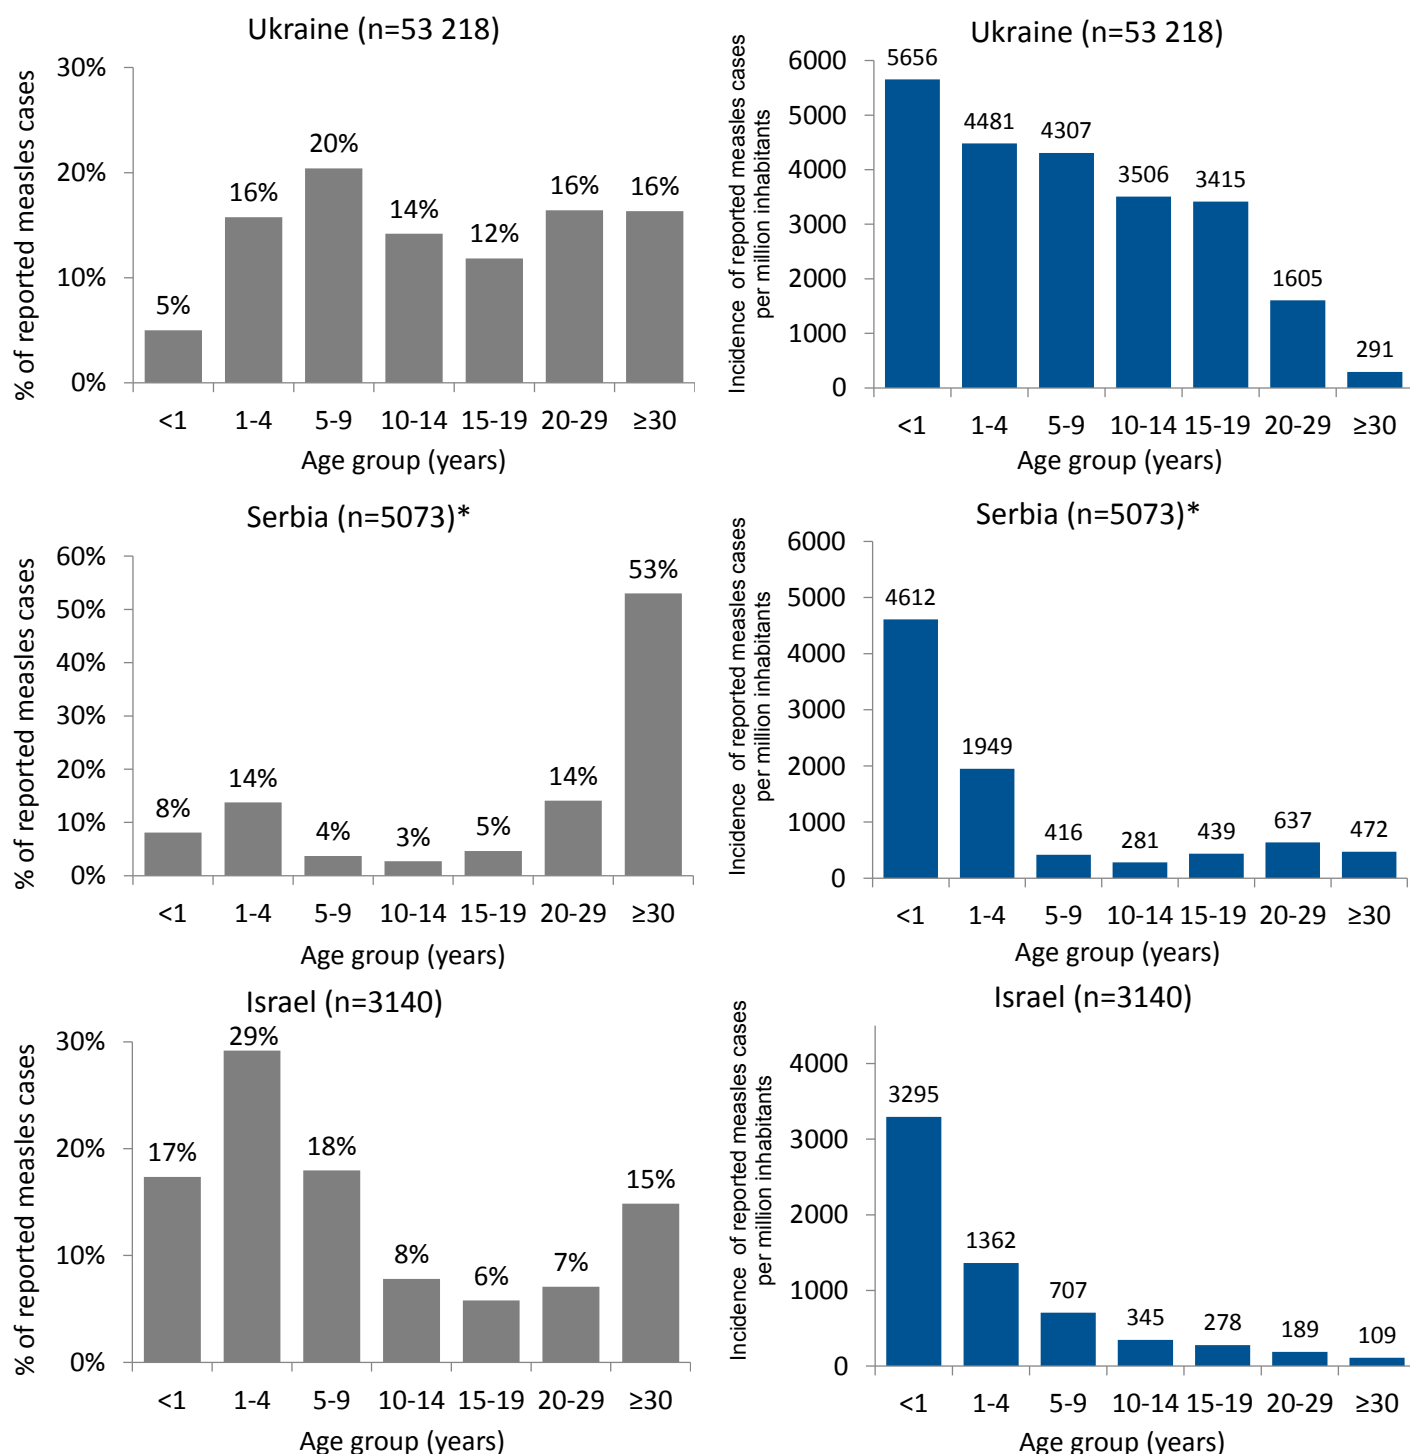 Ukraine (n=53 218)
% of reported measles cases
30%
20%
10%
0%
5%
16%
20%
14%
12%
16%
16%
<1 1-4 5-9 10-14 15-19 20-29 ≥30
Age group (years)
Ukraine (n=53 218)
Incidence of reported measles cases
per million inhabitants
6000
5000
4000
3000
2000
1000
0
5656
4481
4307
3506
3415
1605
291
<1 1-4 5-9 10-14 15-19 20-29 ≥30
Age group (years)
Serbia (n=5073)*
% of reported measles cases
60%
50%
40%
30%
20%
10%
0%
8%
14%
4%
3%
5%
14%
53%
<1 1-4 5-9 10-14 15-19 20-29 ≥30
Age group (years)
Serbia (n=5073)*
Incidence of reported measles cases
per million inhabitants
6000
5000
4000
3000
2000
1000
0
4612
1949
416
281
439
637
472
<1 1-4 5-9 10-14 15-19 20-29 ≥30
Age group (years)
Israel (n=3140)
% of reported measles cases
30%
20%
10%
0%
17%
29%
18%
8%
6%
7%
15%
<1 1-4 5-9 10-14 15-19 20-29 ≥30
Age group (years)
Israel (n=3140)
Incidence of reported measles cases
per million inhabitants
4000
3000
2000
1000
0
3295
1362
707
345
278
189
109
<1 1-4 5-9 10-14 15-19 20-29 ≥30
Age group (years)